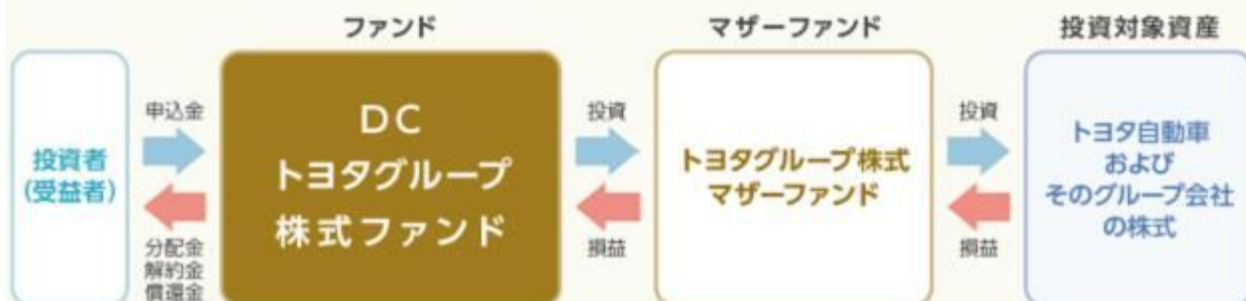 ファンド
マザーファンド
投資対象資産
投資者
(受益者)
申込金
分配金
解約金
償還金
DC
トヨタグループ
株式ファンド
投資
損益
トヨタグループ株式
マザーファンド
投資
損益
トヨタ自動車
および
そのグループ会社
の株式